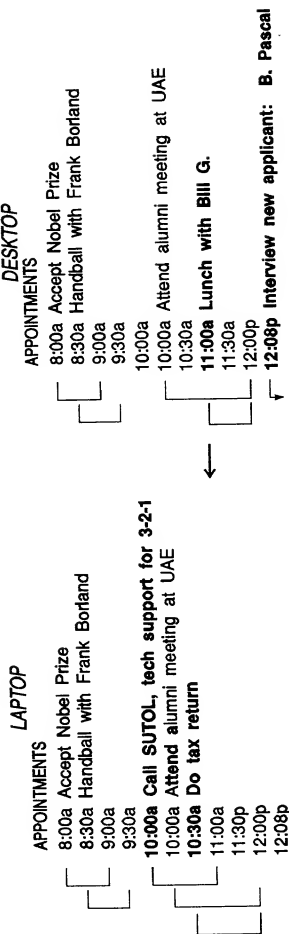 LAPTOP
APPOINTMENTS
8:00a Accept Nobel Prize
8:30a Handball with Frank Borland
9:00a
9:30a
10:00a Call SUTOL, tech support for 3-2-1
10:00a Attend alumni meeting at UAE
10:30a Do tax return
11:00a
11:30p
12:00p
12:08p
DESKTOP
APPOINTMENTS
8:00a Accept Nobel Prize
8:30a Handball with Frank Borland
9:00a
9:30a
10:00a
10:00a Attend alumni meeting at UAE
10:30a
11:00a Lunch with Bill G.
11:30a
12:00p
12:08p Interview new applicant: B. Pascal